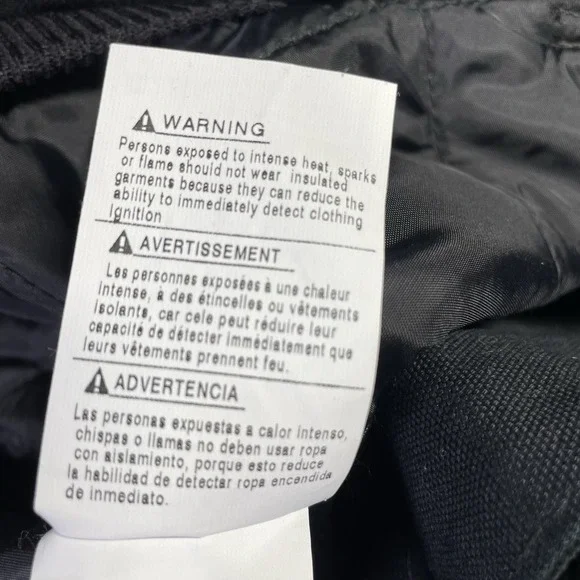 ⚠ WARNING
Persons exposed to intense heat, sparks
or flame should not wear insulated
garments because they can reduce the
ability to immediately detect clothing
Ignition
⚠ AVERTISSEMENT
Les personnes exposées à une chaleur
intense, à des étincelles ou vêtements
isolants, car cele peut réduire leur
capacité de détecter immédiatement que
leurs vêtements prennent feu.
⚠ ADVERTENCIA
Las personas expuestas a calor intenso,
chispas o llamas no deben usar ropa
con aislamiento, porque esto reduce
la habilidad de detectar ropa encendida
de inmediato.